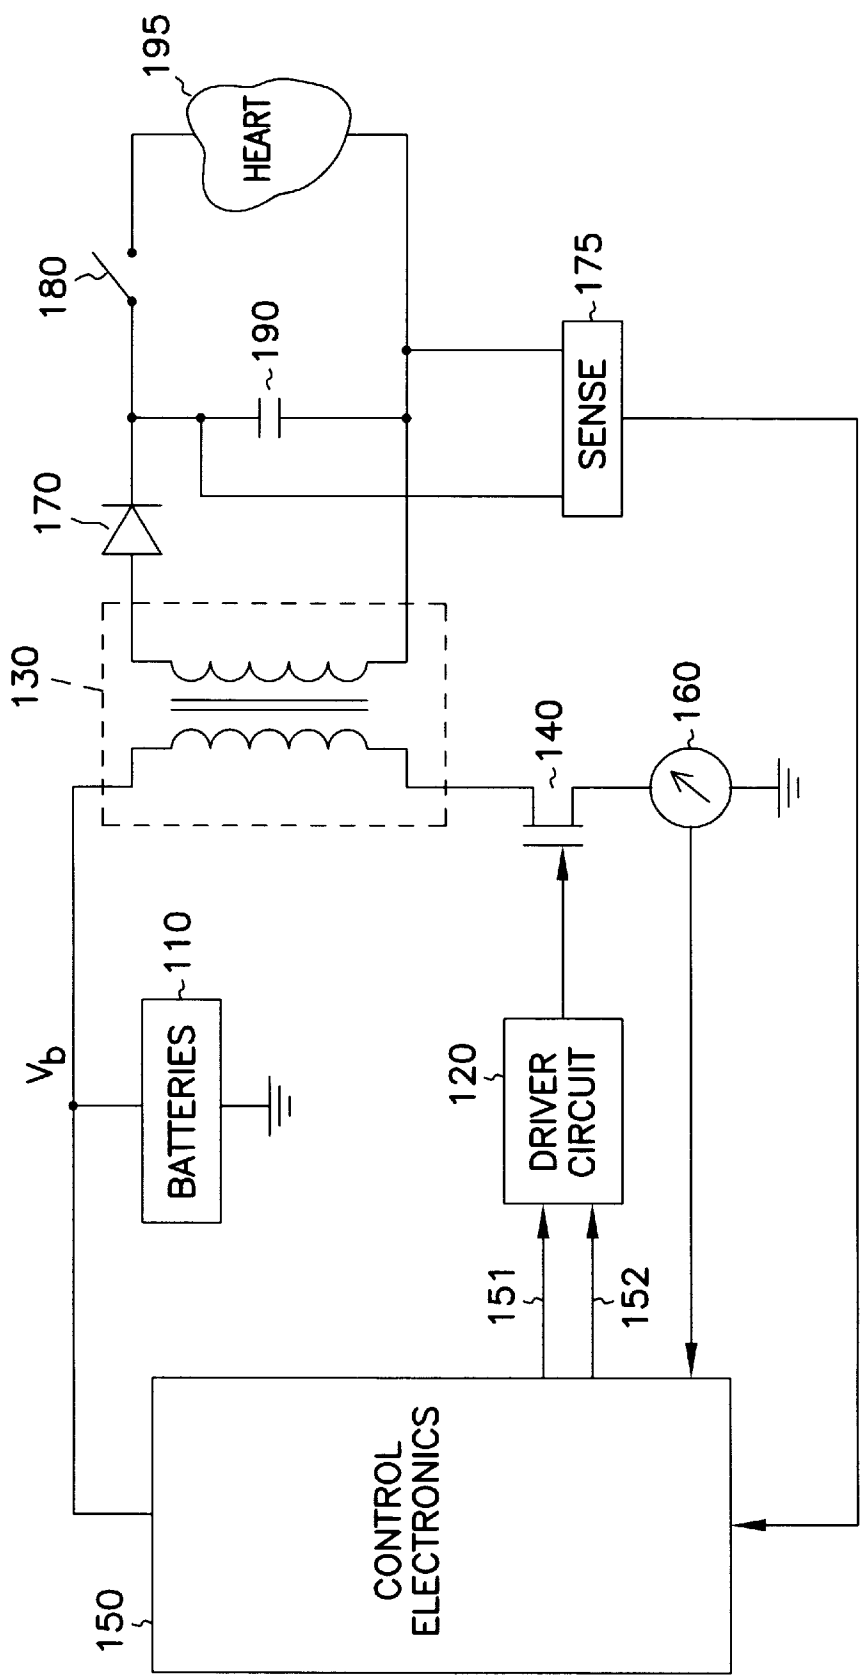 130
170
180
195
HEART
190
V_b
BATTERIES
110
150
CONTROL
ELECTRONICS
151
152
120
DRIVER
CIRCUIT
140
160
SENSE
175